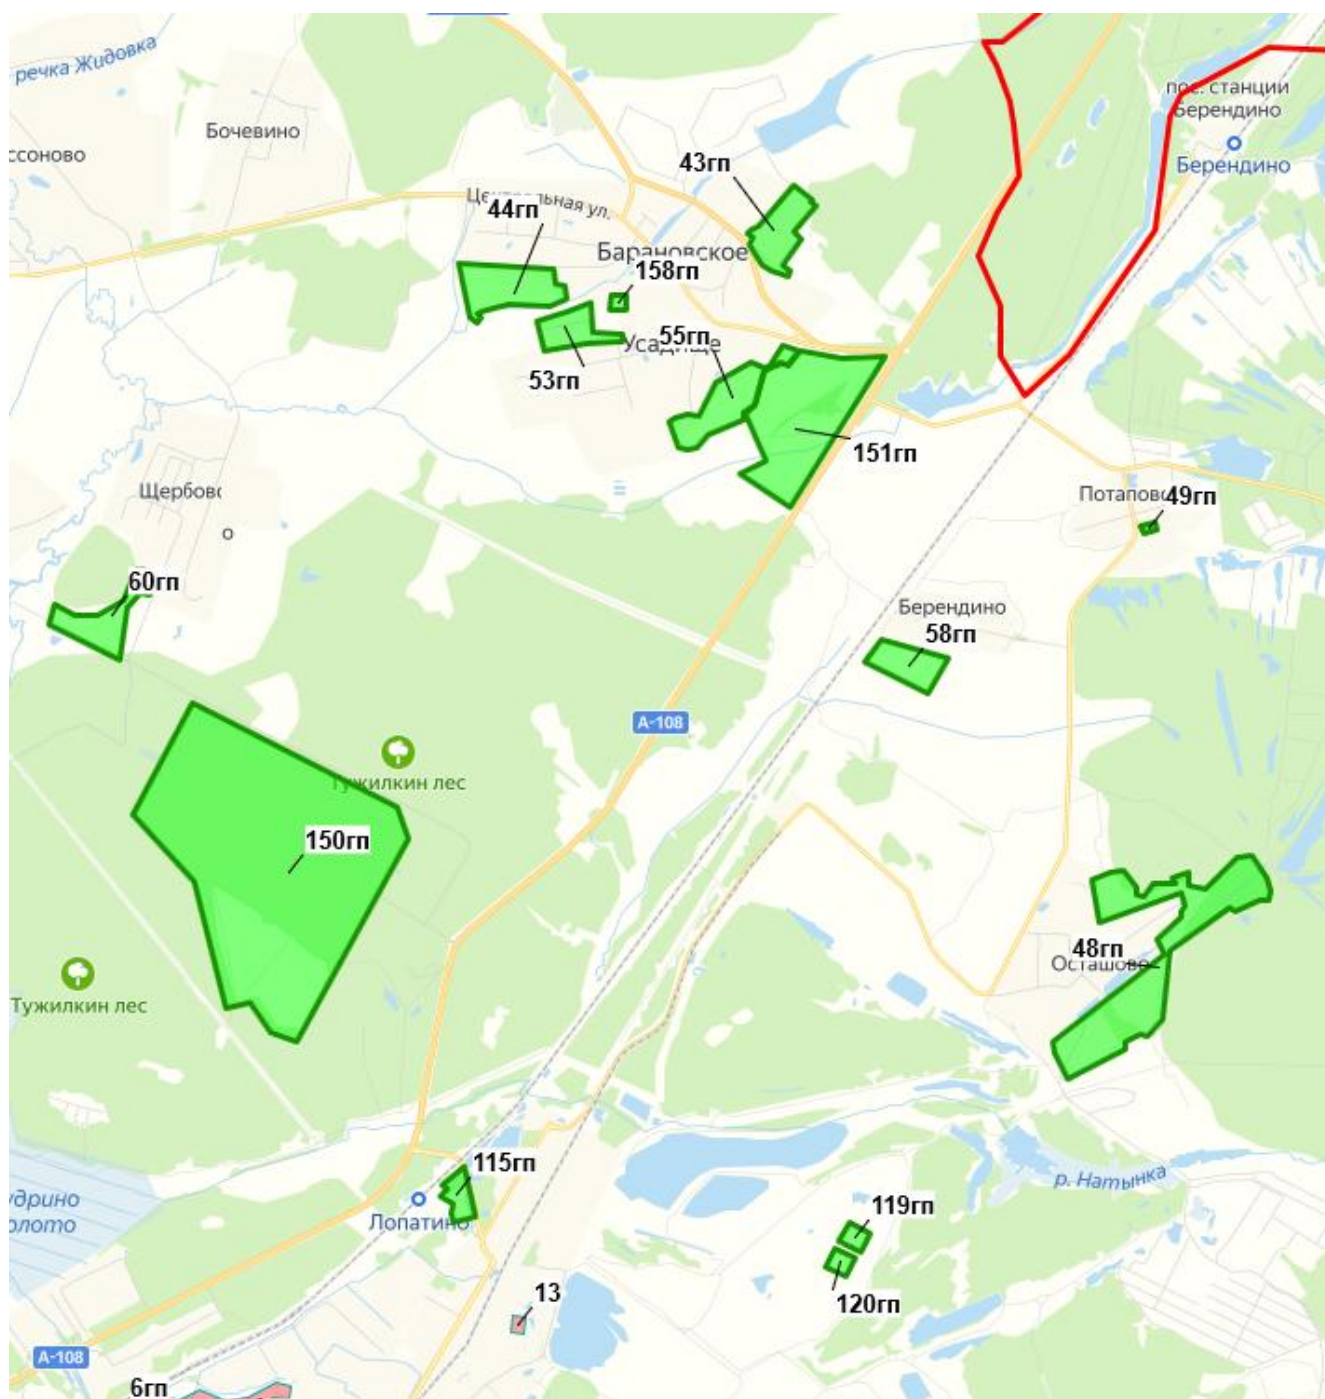 речка Жидовка
пос. станции
Берендино
Бочевино
ссоново
43гп
Берендино
44гп
Барановское
158гп
55гп
Усадище
53гп
151гп
Щербово
Потапово
49гп
60гп
Берендино
58гп
А-108
Тужилкин лес
150гп
48гп
Осташово
Тужилкин лес
115гп
р. Натынка
удрино
олото
119гп
Лопатино
13
120гп
А-108
6гп